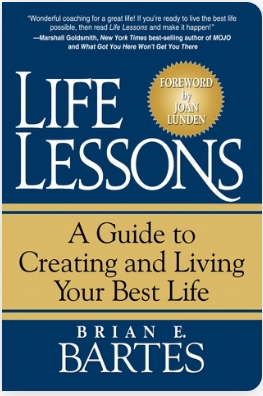 "Wonderful coaching for a great life! If you're ready to live the best life
possible, then read Life Lessons and make it happen!"
—Marshall Goldsmith, New York Times best-selling author of MOJO
and What Got You Here Won't Get You There
FOREWORD
by
JOAN
LUNDEN
LIFE
LESSONS
A Guide to
Creating and Living
Your Best Life
BRIAN E.
BARTES